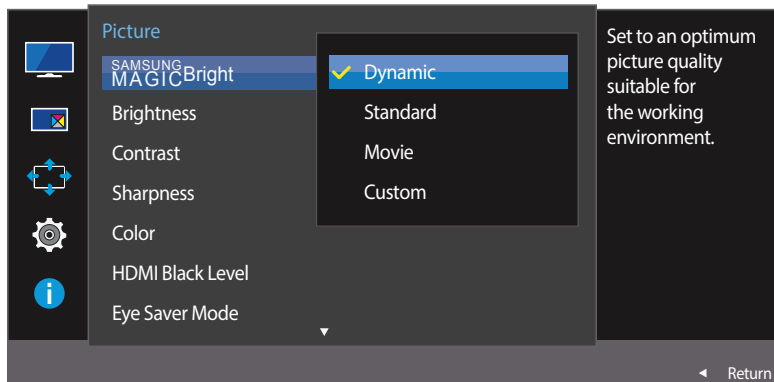 Picture
SAMSUNG
MAGICBright
Brightness
Contrast
Sharpness
Color
HDMI Black Level
Eye Saver Mode
Dynamic
Standard
Movie
Custom
Set to an optimum
picture quality
suitable for
the working
environment.
Return